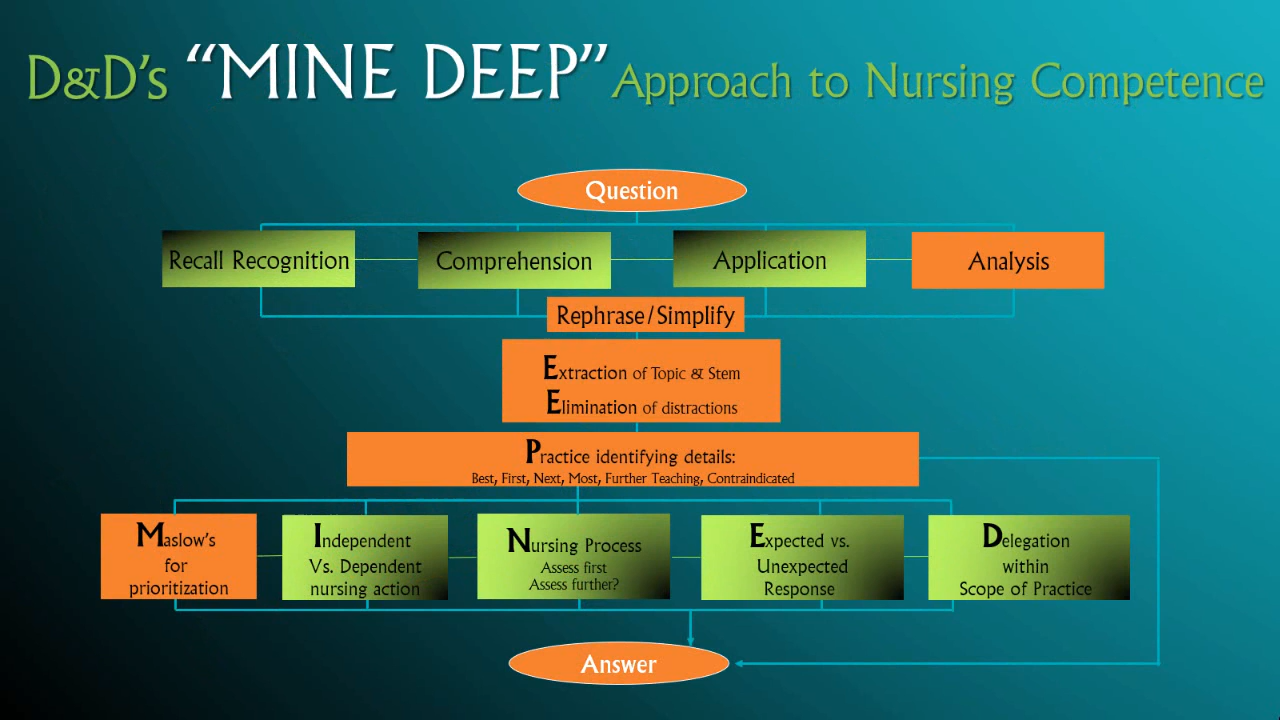 D&D's "MINE DEEP" Approach to Nursing Competence
Question
Recall Recognition
Comprehension
Application
Analysis
Rephrase/Simplify
Extraction of Topic & Stem
Elimination of distractions
Practice identifying details:
Best, First, Next, Most, Further Teaching, Contraindicated
Maslow's
for
prioritization
Independent
Vs. Dependent
nursing action
Nursing Process
Assess first
Assess further?
Expected vs.
Unexpected
Response
Delegation
within
Scope of Practice
Answer